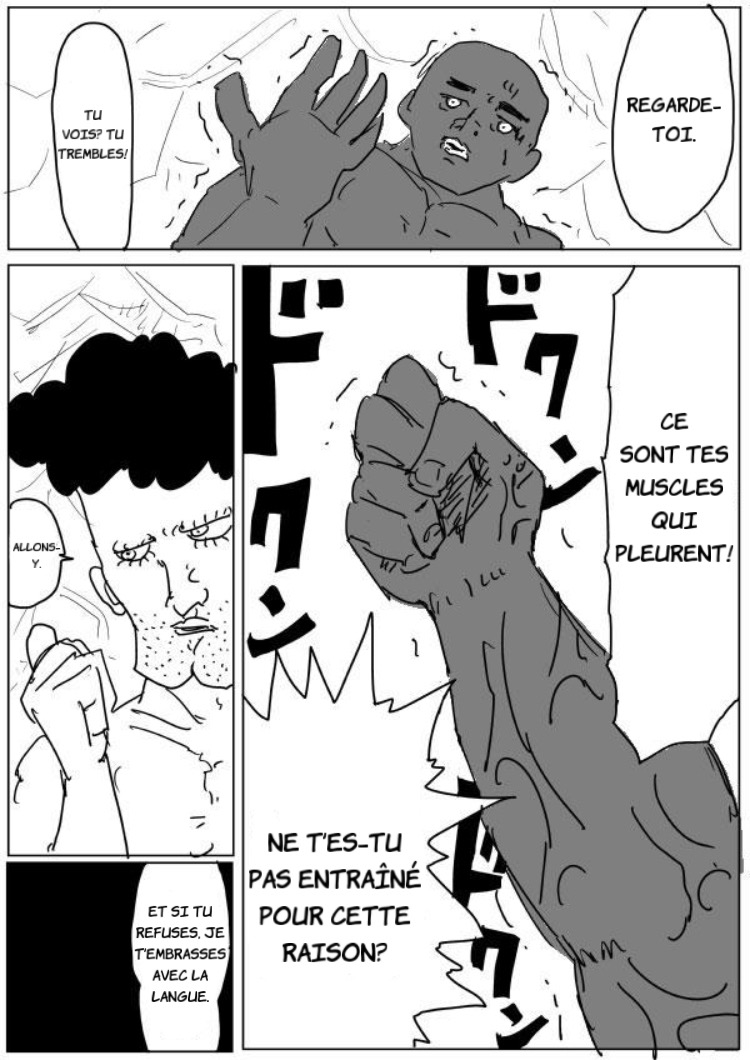 REGARDE-
TOI.
TU
VOIS? TU
TREMBLES!
CE
SONT TES
MUSCLES
QUI
PLEURENT!
ドクン
ドクン
ドクン
NE T'ES-TU
PAS ENTRAÎNÉ
POUR CETTE
RAISON?
ALLONS-
Y.
ET SI TU
REFUSES, JE
T'EMBRASSES
AVEC LA
LANGUE.